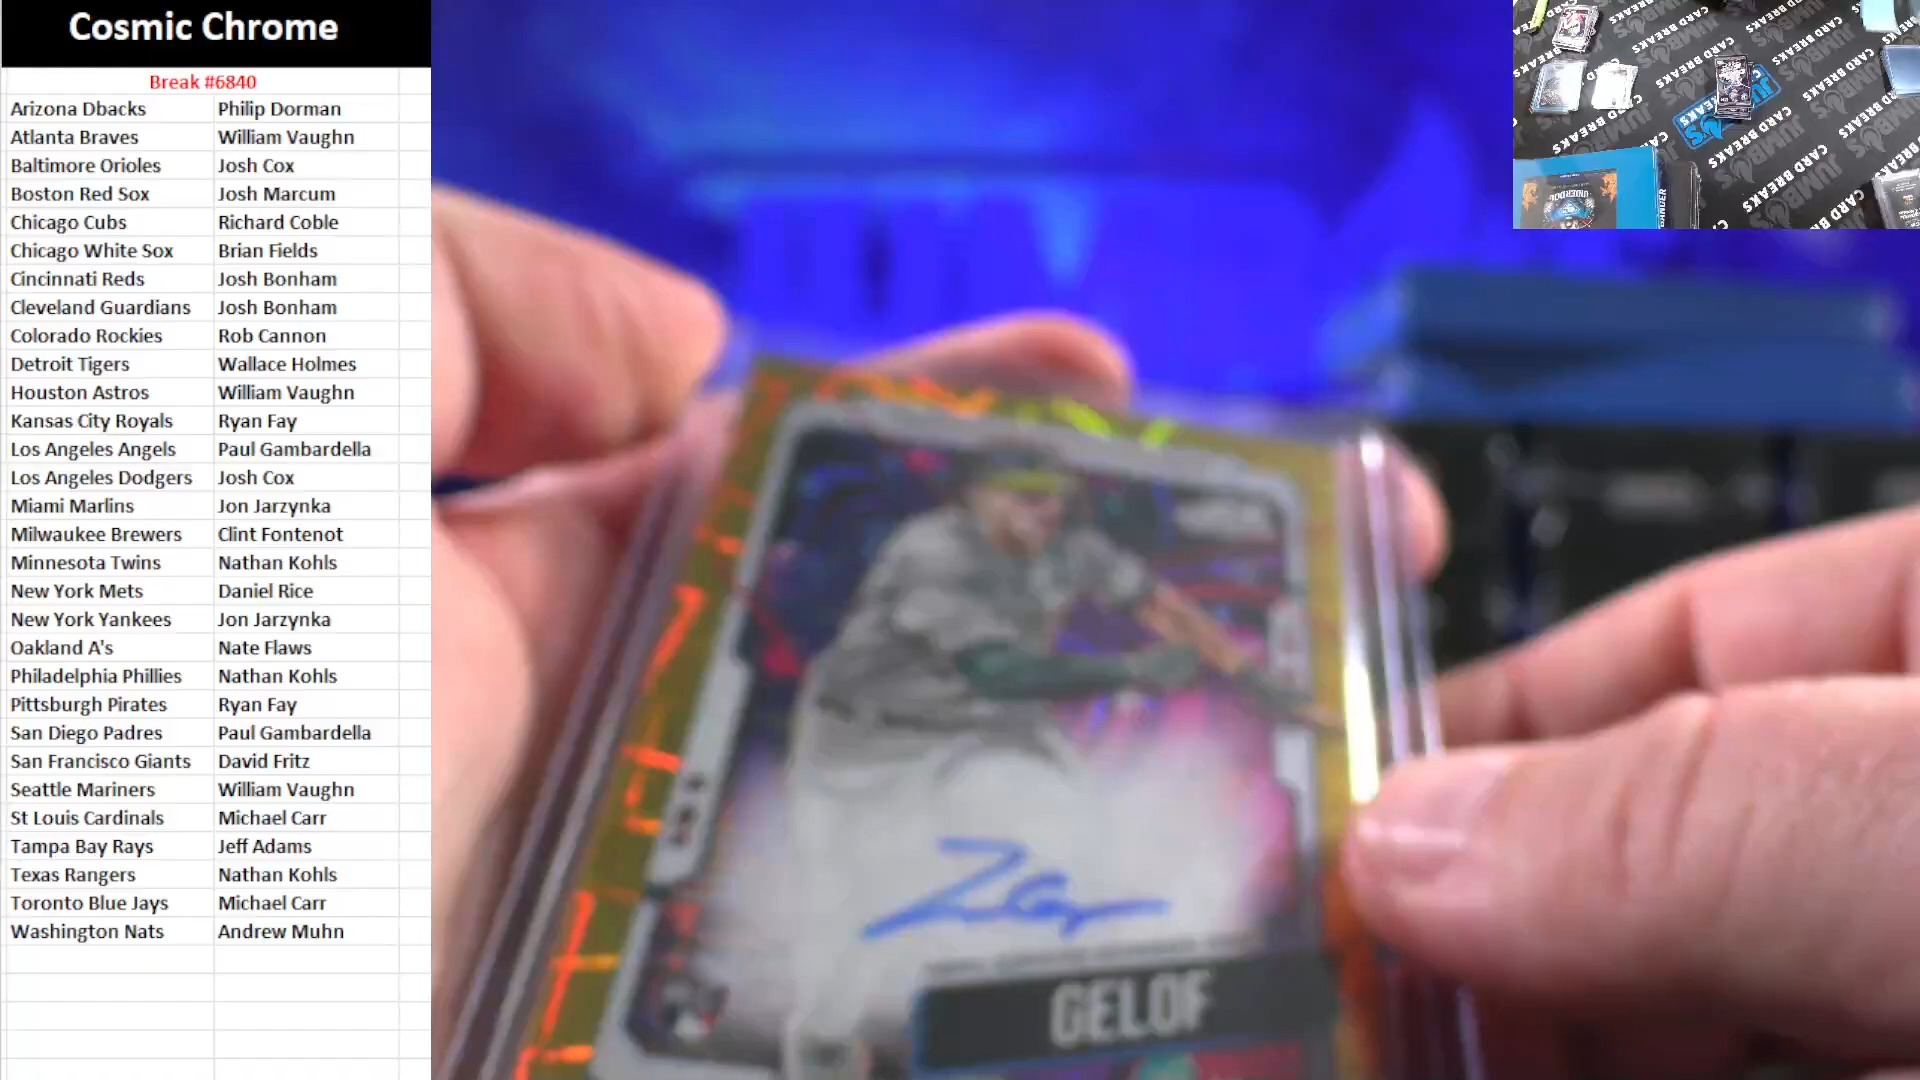 Cosmic Chrome
Break #6840
Arizona Dbacks Philip Dorman
Atlanta Braves William Vaughn
Baltimore Orioles Josh Cox
Boston Red Sox Josh Marcum
Chicago Cubs Richard Coble
Chicago White Sox Brian Fields
Cincinnati Reds Josh Bonham
Cleveland Guardians Josh Bonham
Colorado Rockies Rob Cannon
Detroit Tigers Wallace Holmes
Houston Astros William Vaughn
Kansas City Royals Ryan Fay
Los Angeles Angels Paul Gambardella
Los Angeles Dodgers Josh Cox
Miami Marlins Jon Jarzynka
Milwaukee Brewers Clint Fontenot
Minnesota Twins Nathan Kohls
New York Mets Daniel Rice
New York Yankees Jon Jarzynka
Oakland A's Nate Flaws
Philadelphia Phillies Nathan Kohls
Pittsburgh Pirates Ryan Fay
San Diego Padres Paul Gambardella
San Francisco Giants David Fritz
Seattle Mariners William Vaughn
St Louis Cardinals Michael Carr
Tampa Bay Rays Jeff Adams
Texas Rangers Nathan Kohls
Toronto Blue Jays Michael Carr
Washington Nats Andrew Muhn
GELOF
JUMBO'S
CARD BREAKS